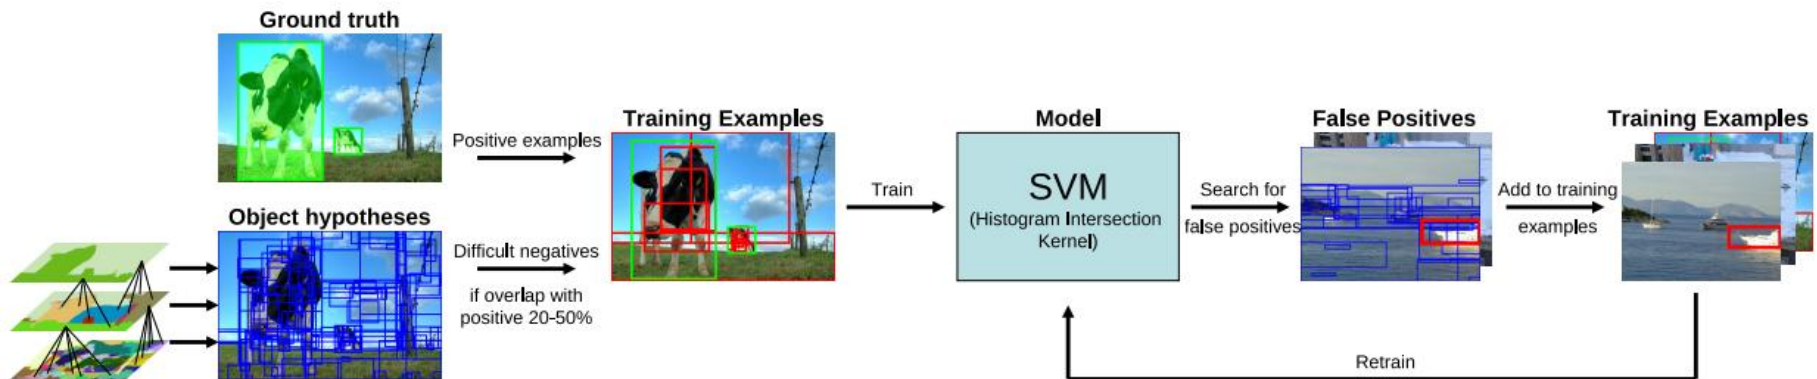 Ground truth
Positive examples
Object hypotheses
Difficult negatives
if overlap with
positive 20-50%
Training Examples
Train
Model
SVM
(Histogram Intersection
Kernel)
Search for
false positives
False Positives
Add to training
examples
Training Examples
Retrain